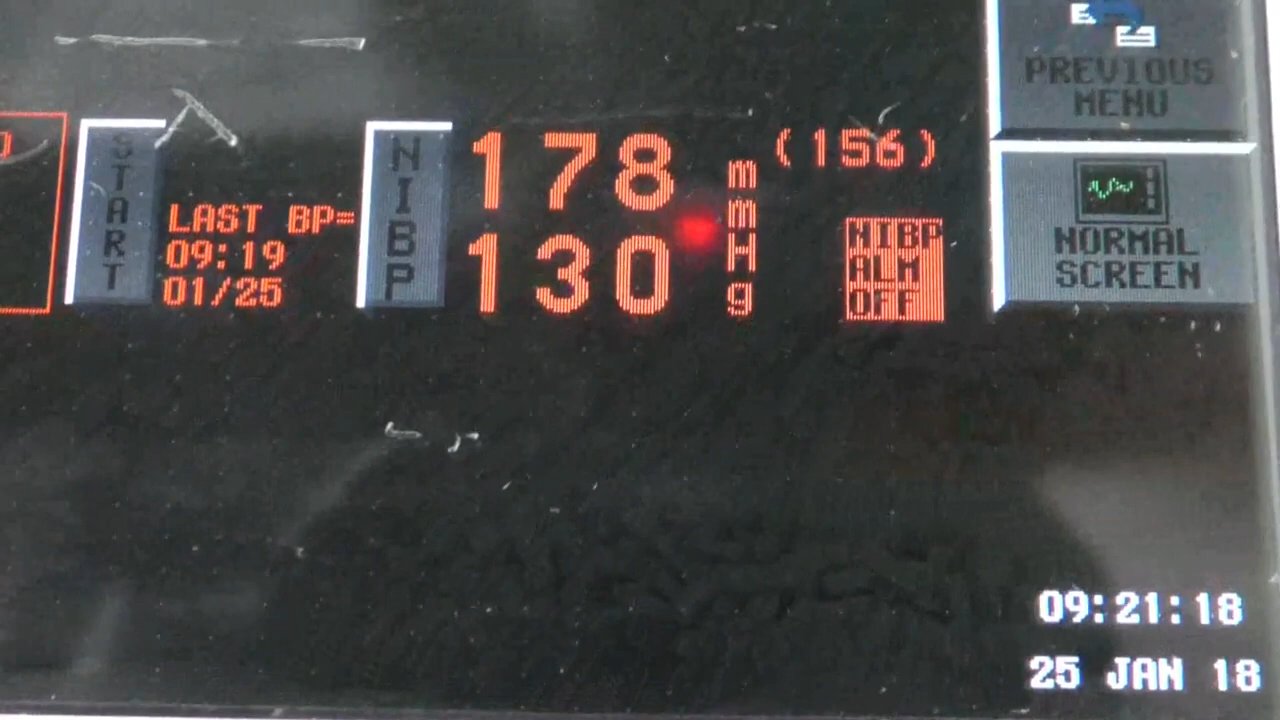 PREVIOUS
MENU
START
LAST BP=
09:19
01/25
NIBP
178
130
mmHg
(156)
NIBP
ALM
OFF
NORMAL
SCREEN
09:21:18
25 JAN 18